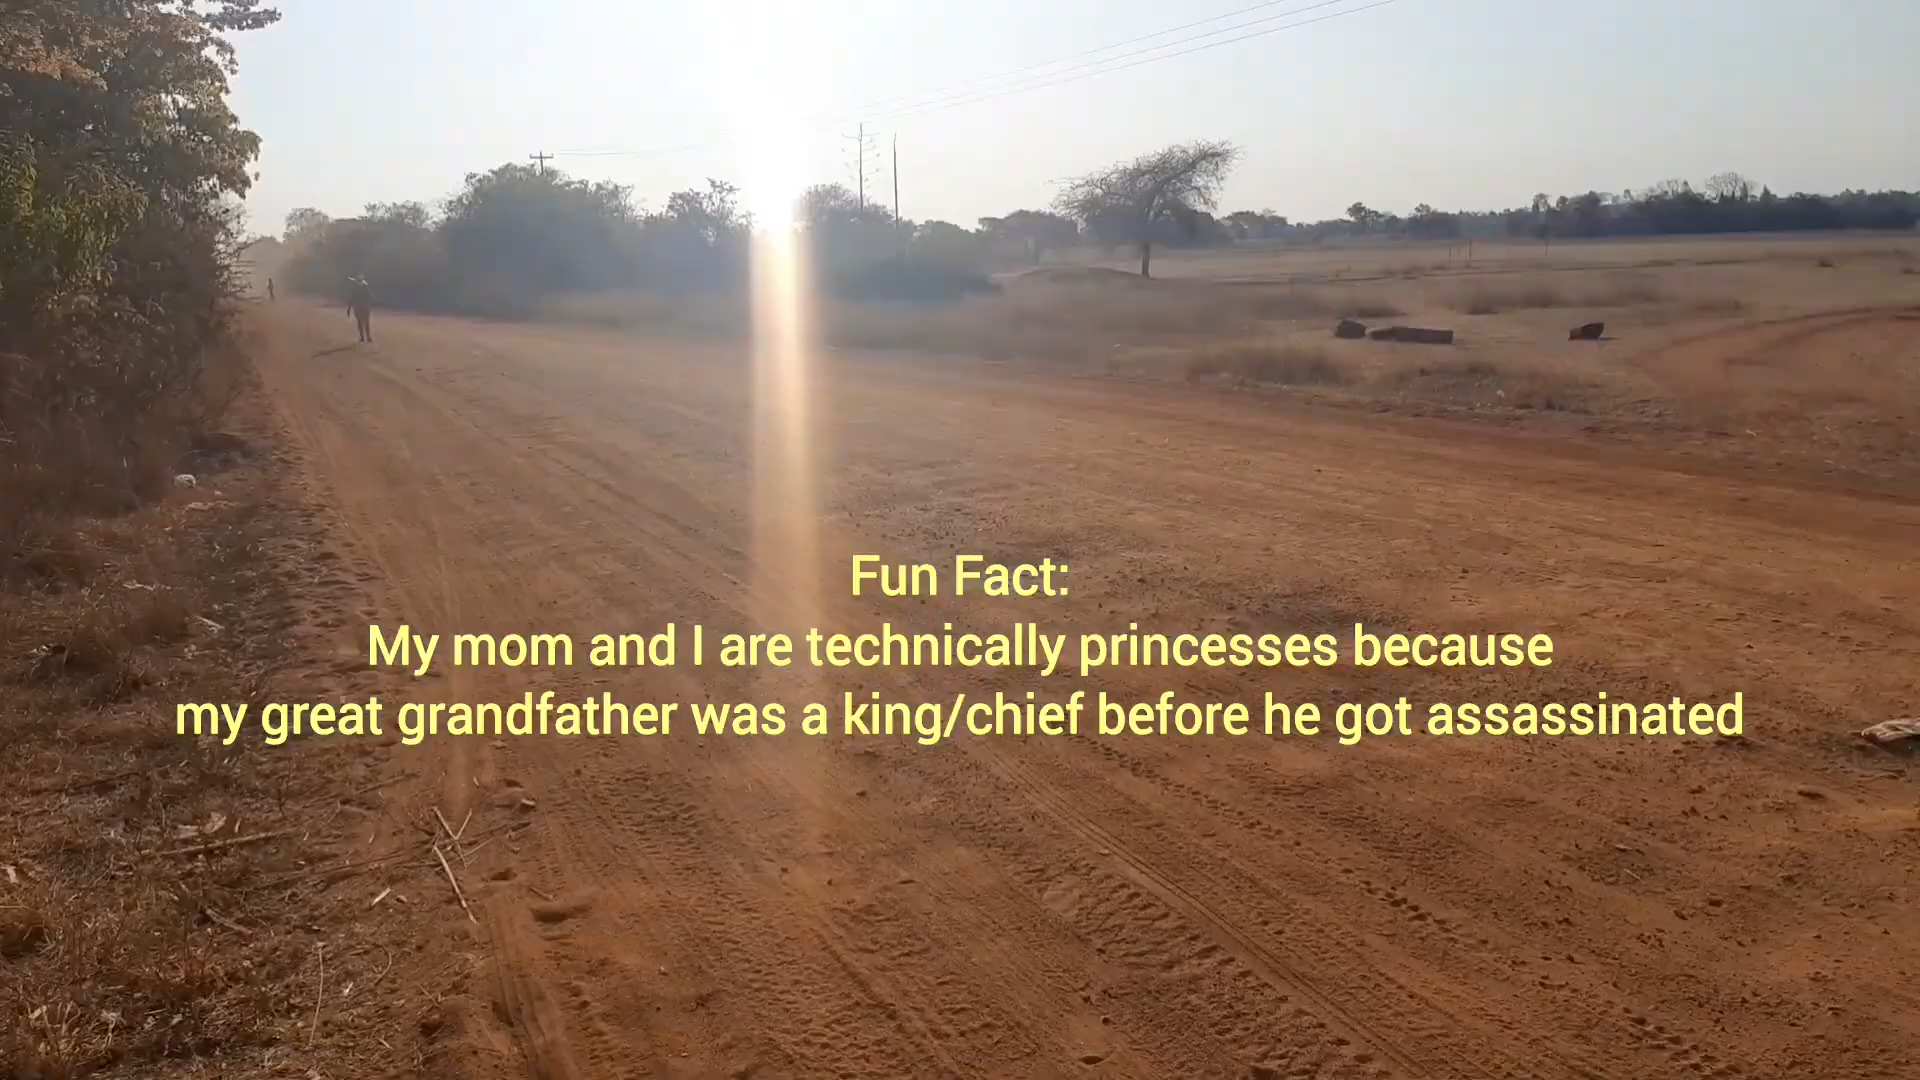 Fun Fact:
My mom and I are technically princesses because
my great grandfather was a king/chief before he got assassinated